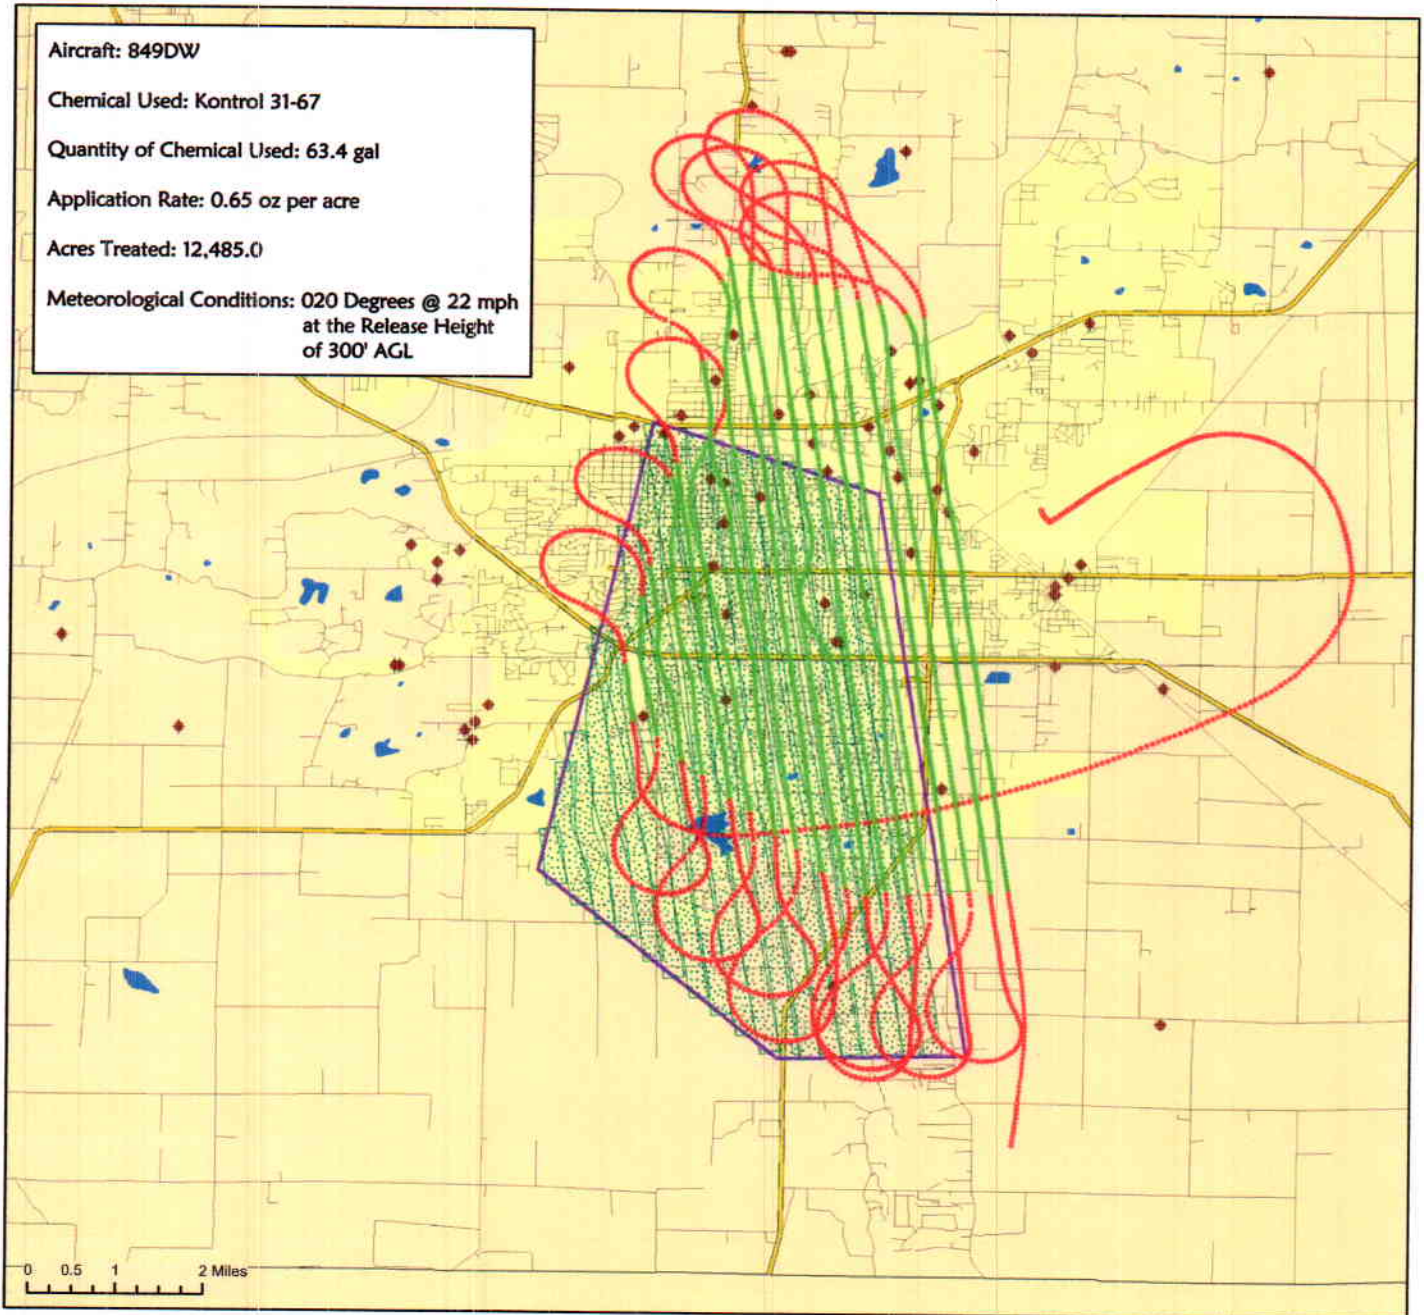 Aircraft: 849DW
Chemical Used: Kontrol 31-67
Quantity of Chemical Used: 63.4 gal
Application Rate: 0.65 oz per acre
Acres Treated: 12,485.0
Meteorological Conditions: 020 Degrees @ 22 mph
at the Release Height
of 300' AGL
0 0.5 1 2 Miles